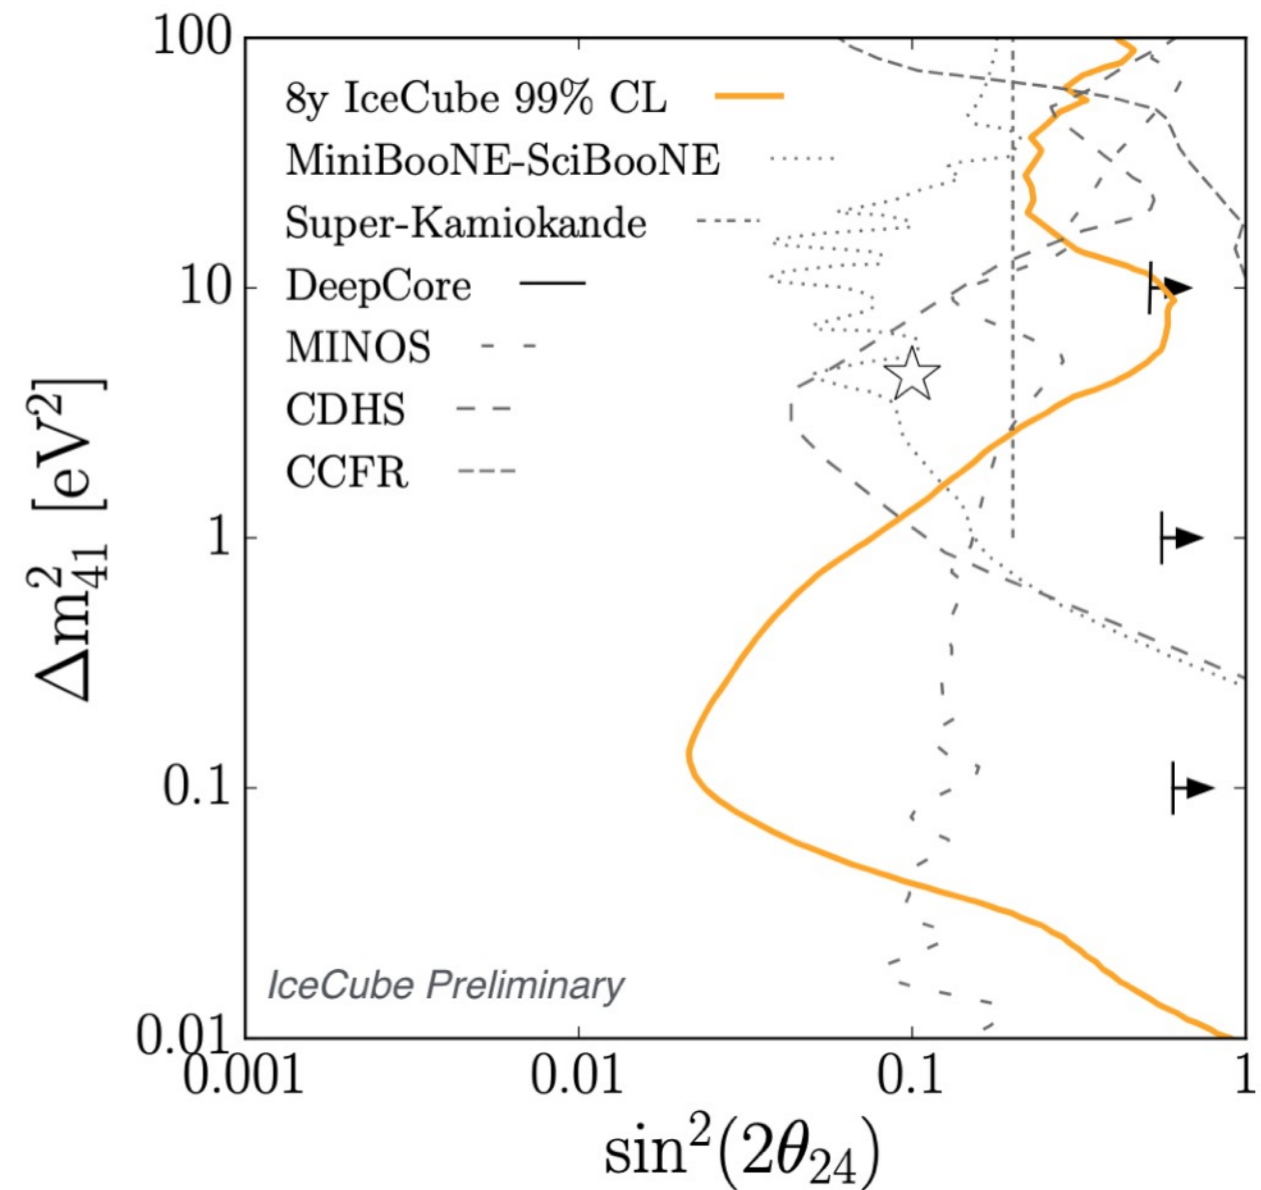 100
10
1
0.1
0.01
Δm²₄₁ [eV²]
8y IceCube 99% CL
MiniBooNE-SciBooNE
Super-Kamiokande
DeepCore
MINOS
CDHS
CCFR
IceCube Preliminary
0.001
0.01
0.1
1
sin²(2θ₂₄)